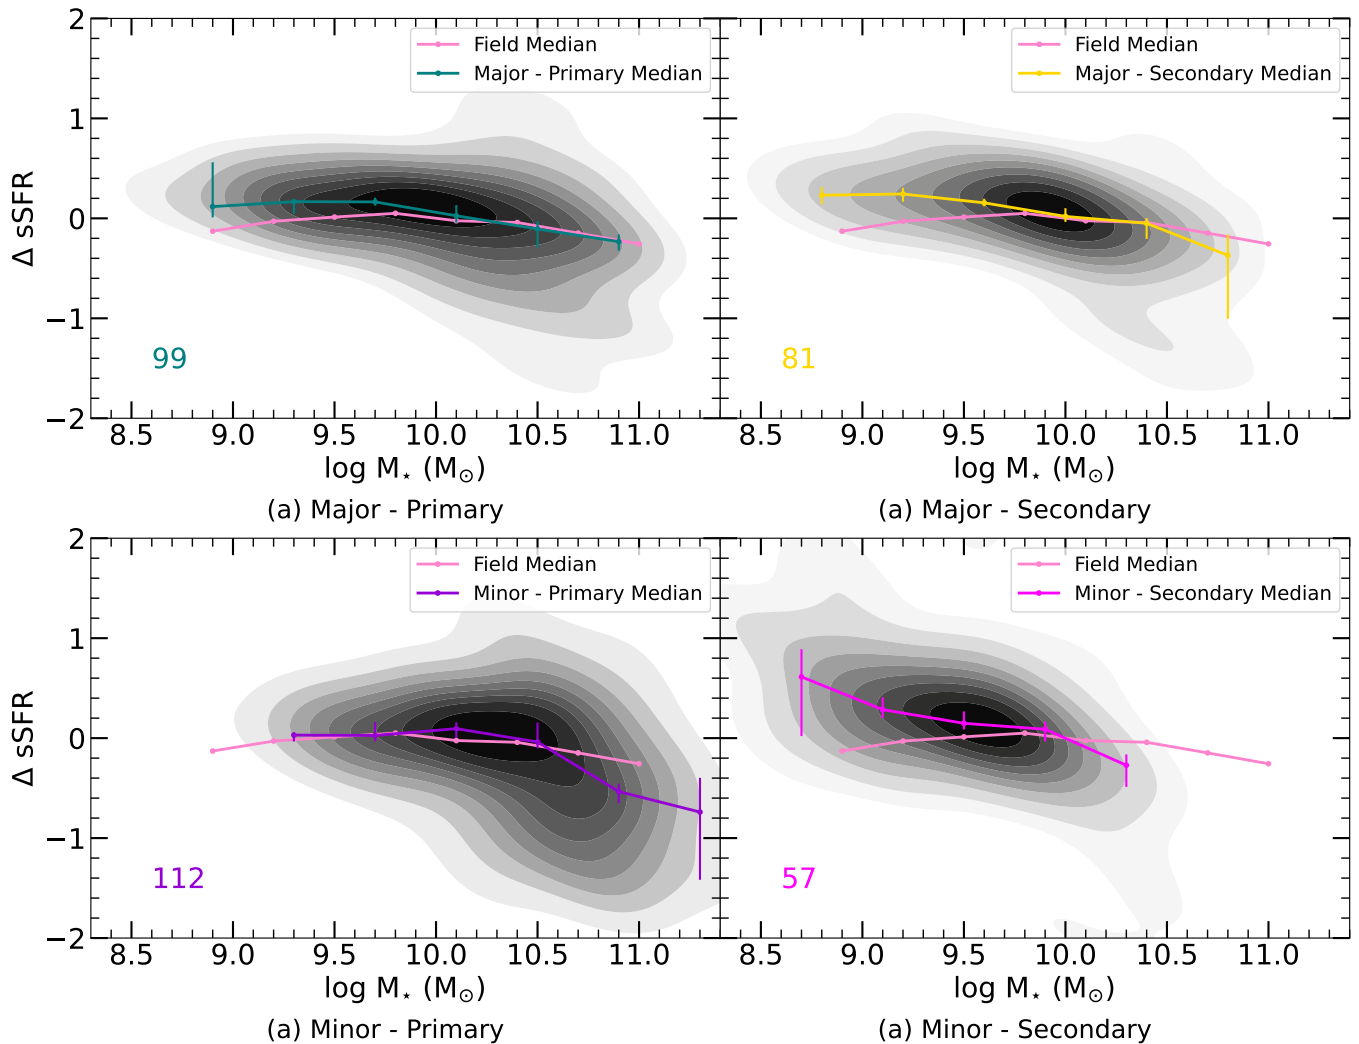 Field Median
Major - Primary Median
Field Median
Major - Secondary Median
2
1
0
−1
−2
Δ sSFR
99
81
8.5 9.0 9.5 10.0 10.5 11.0
8.5 9.0 9.5 10.0 10.5 11.0
log M⋆ (M⊙)
log M⋆ (M⊙)
(a) Major - Primary
(a) Major - Secondary
Field Median
Minor - Primary Median
Field Median
Minor - Secondary Median
2
1
0
−1
−2
Δ sSFR
112
57
8.5 9.0 9.5 10.0 10.5 11.0
8.5 9.0 9.5 10.0 10.5 11.0
log M⋆ (M⊙)
log M⋆ (M⊙)
(a) Minor - Primary
(a) Minor - Secondary